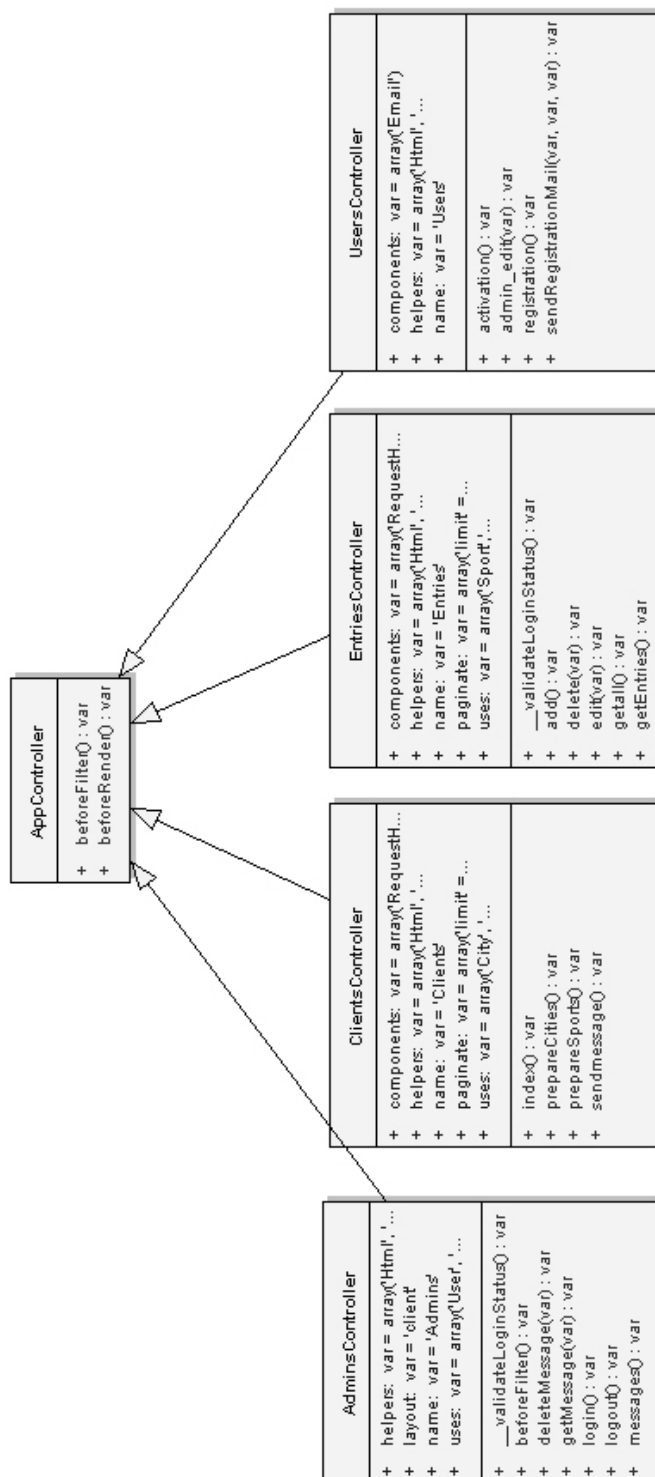 AppController
+ beforeFilter() : var
+ beforeRender() : var
AdminsController
+ helpers: var = array('Html', '...
+ layout: var = 'client'
+ name: var = 'Admins'
+ uses: var = array('User', '...
+ __validateLoginStatus() : var
+ beforeFilter() : var
+ deleteMessage(var) : var
+ getMessage(var) : var
+ login() : var
+ logout() : var
+ messages() : var
ClientsController
+ components: var = array('RequestH...
+ helpers: var = array('Html', '...
+ name: var = 'Clients'
+ paginate: var = array('limit' =...
+ uses: var = array('City', '...
+ index() : var
+ prepareCities() : var
+ prepareSports() : var
+ sendmessage() : var
EntriesController
+ components: var = array('RequestH...
+ helpers: var = array('Html', '...
+ name: var = 'Entries'
+ paginate: var = array('limit' =...
+ uses: var = array('Sport','...
+ __validateLoginStatus() : var
+ add() : var
+ delete(var) : var
+ edit(var) : var
+ getall() : var
+ getEntries() : var
UsersController
+ components: var = array('Email')
+ helpers: var = array('Html', '...
+ name: var = 'Users'
+ activation() : var
+ admin_edit(var) : var
+ registration() : var
+ sendRegistrationMail(var, var, var) : var